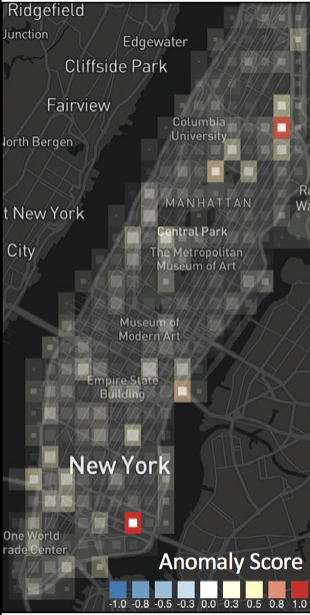 Ridgefield
Junction
Edgewater
Cliffside Park
Fairview
Columbia
University
North Bergen
MANHATTAN
t New York
City
Central Park
The Metropolitan
Museum of Art
Museum of
Modern Art
Empire State
Building
New York
One World
rade Center
Anomaly Score
-1.0 -0.8 -0.5 -0.3 0.0 0.3 0.5 0.8 1.0